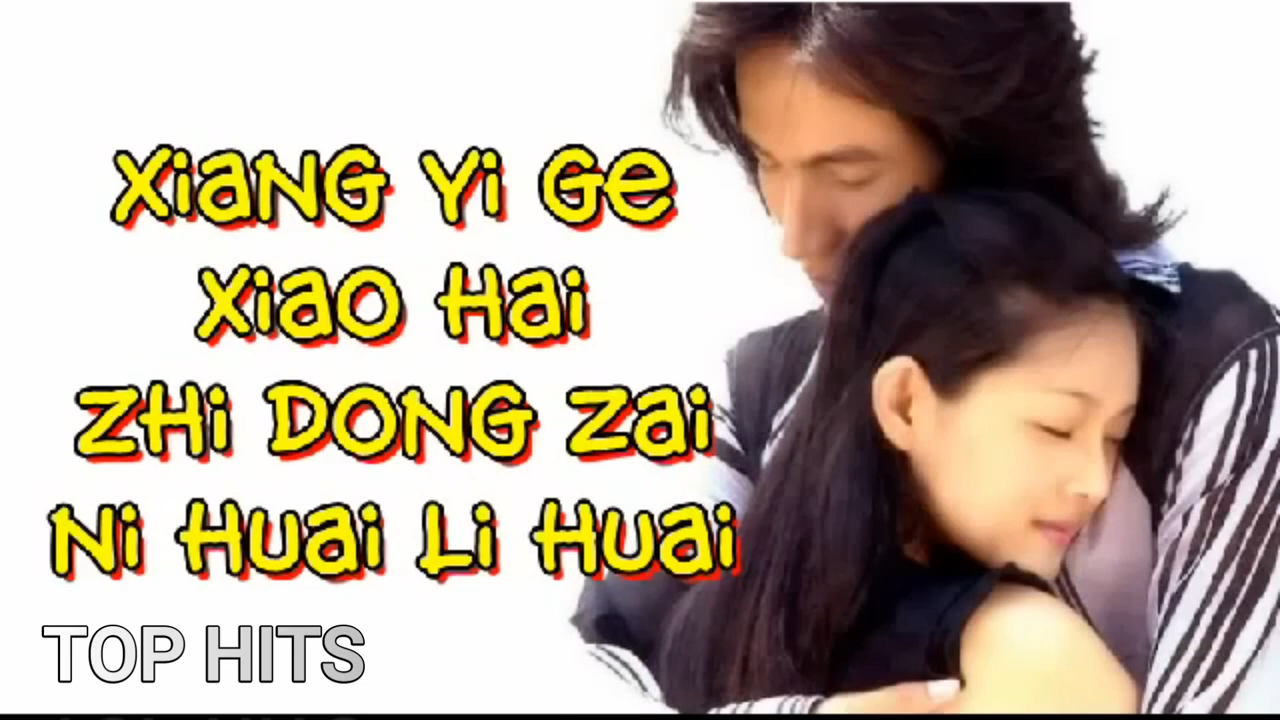 Xiang Yi Ge
Xiao Hai
Zhi Dong Zai
Ni Huai Li Huai
TOP HITS